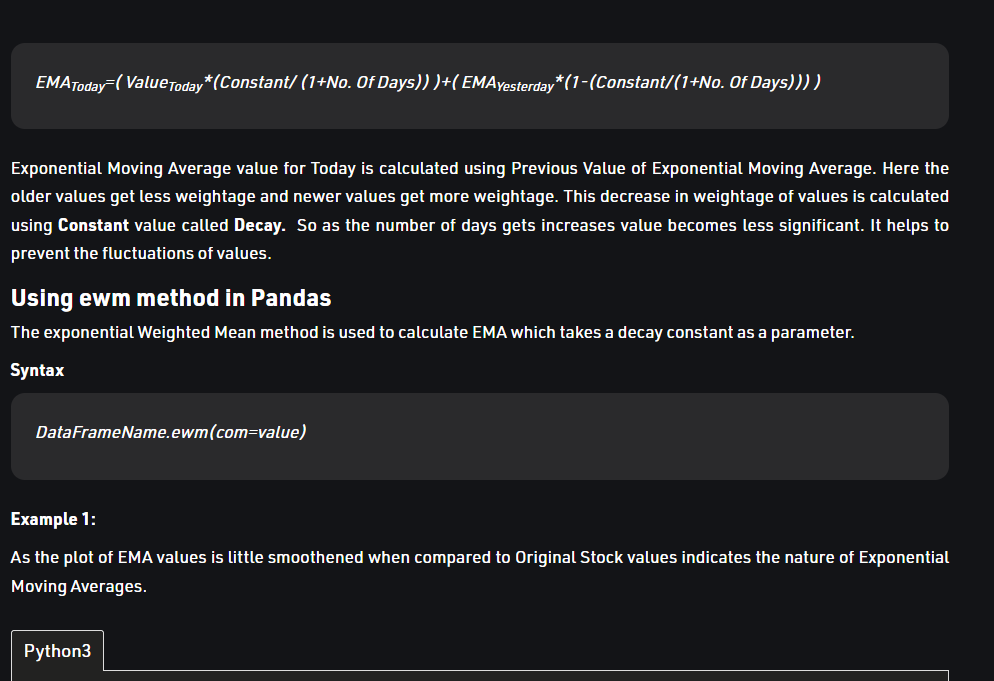 EMAToday=( ValueToday*(Constant/ (1+No. Of Days)) )+( EMAYesterday*(1-(Constant/(1+No. Of Days))) )
Exponential Moving Average value for Today is calculated using Previous Value of Exponential Moving Average. Here the
older values get less weightage and newer values get more weightage. This decrease in weightage of values is calculated
using Constant value called Decay. So as the number of days gets increases value becomes less significant. It helps to
prevent the fluctuations of values.
Using ewm method in Pandas
The exponential Weighted Mean method is used to calculate EMA which takes a decay constant as a parameter.
Syntax
DataFrameName.ewm(com=value)
Example 1:
As the plot of EMA values is little smoothened when compared to Original Stock values indicates the nature of Exponential
Moving Averages.
Python3